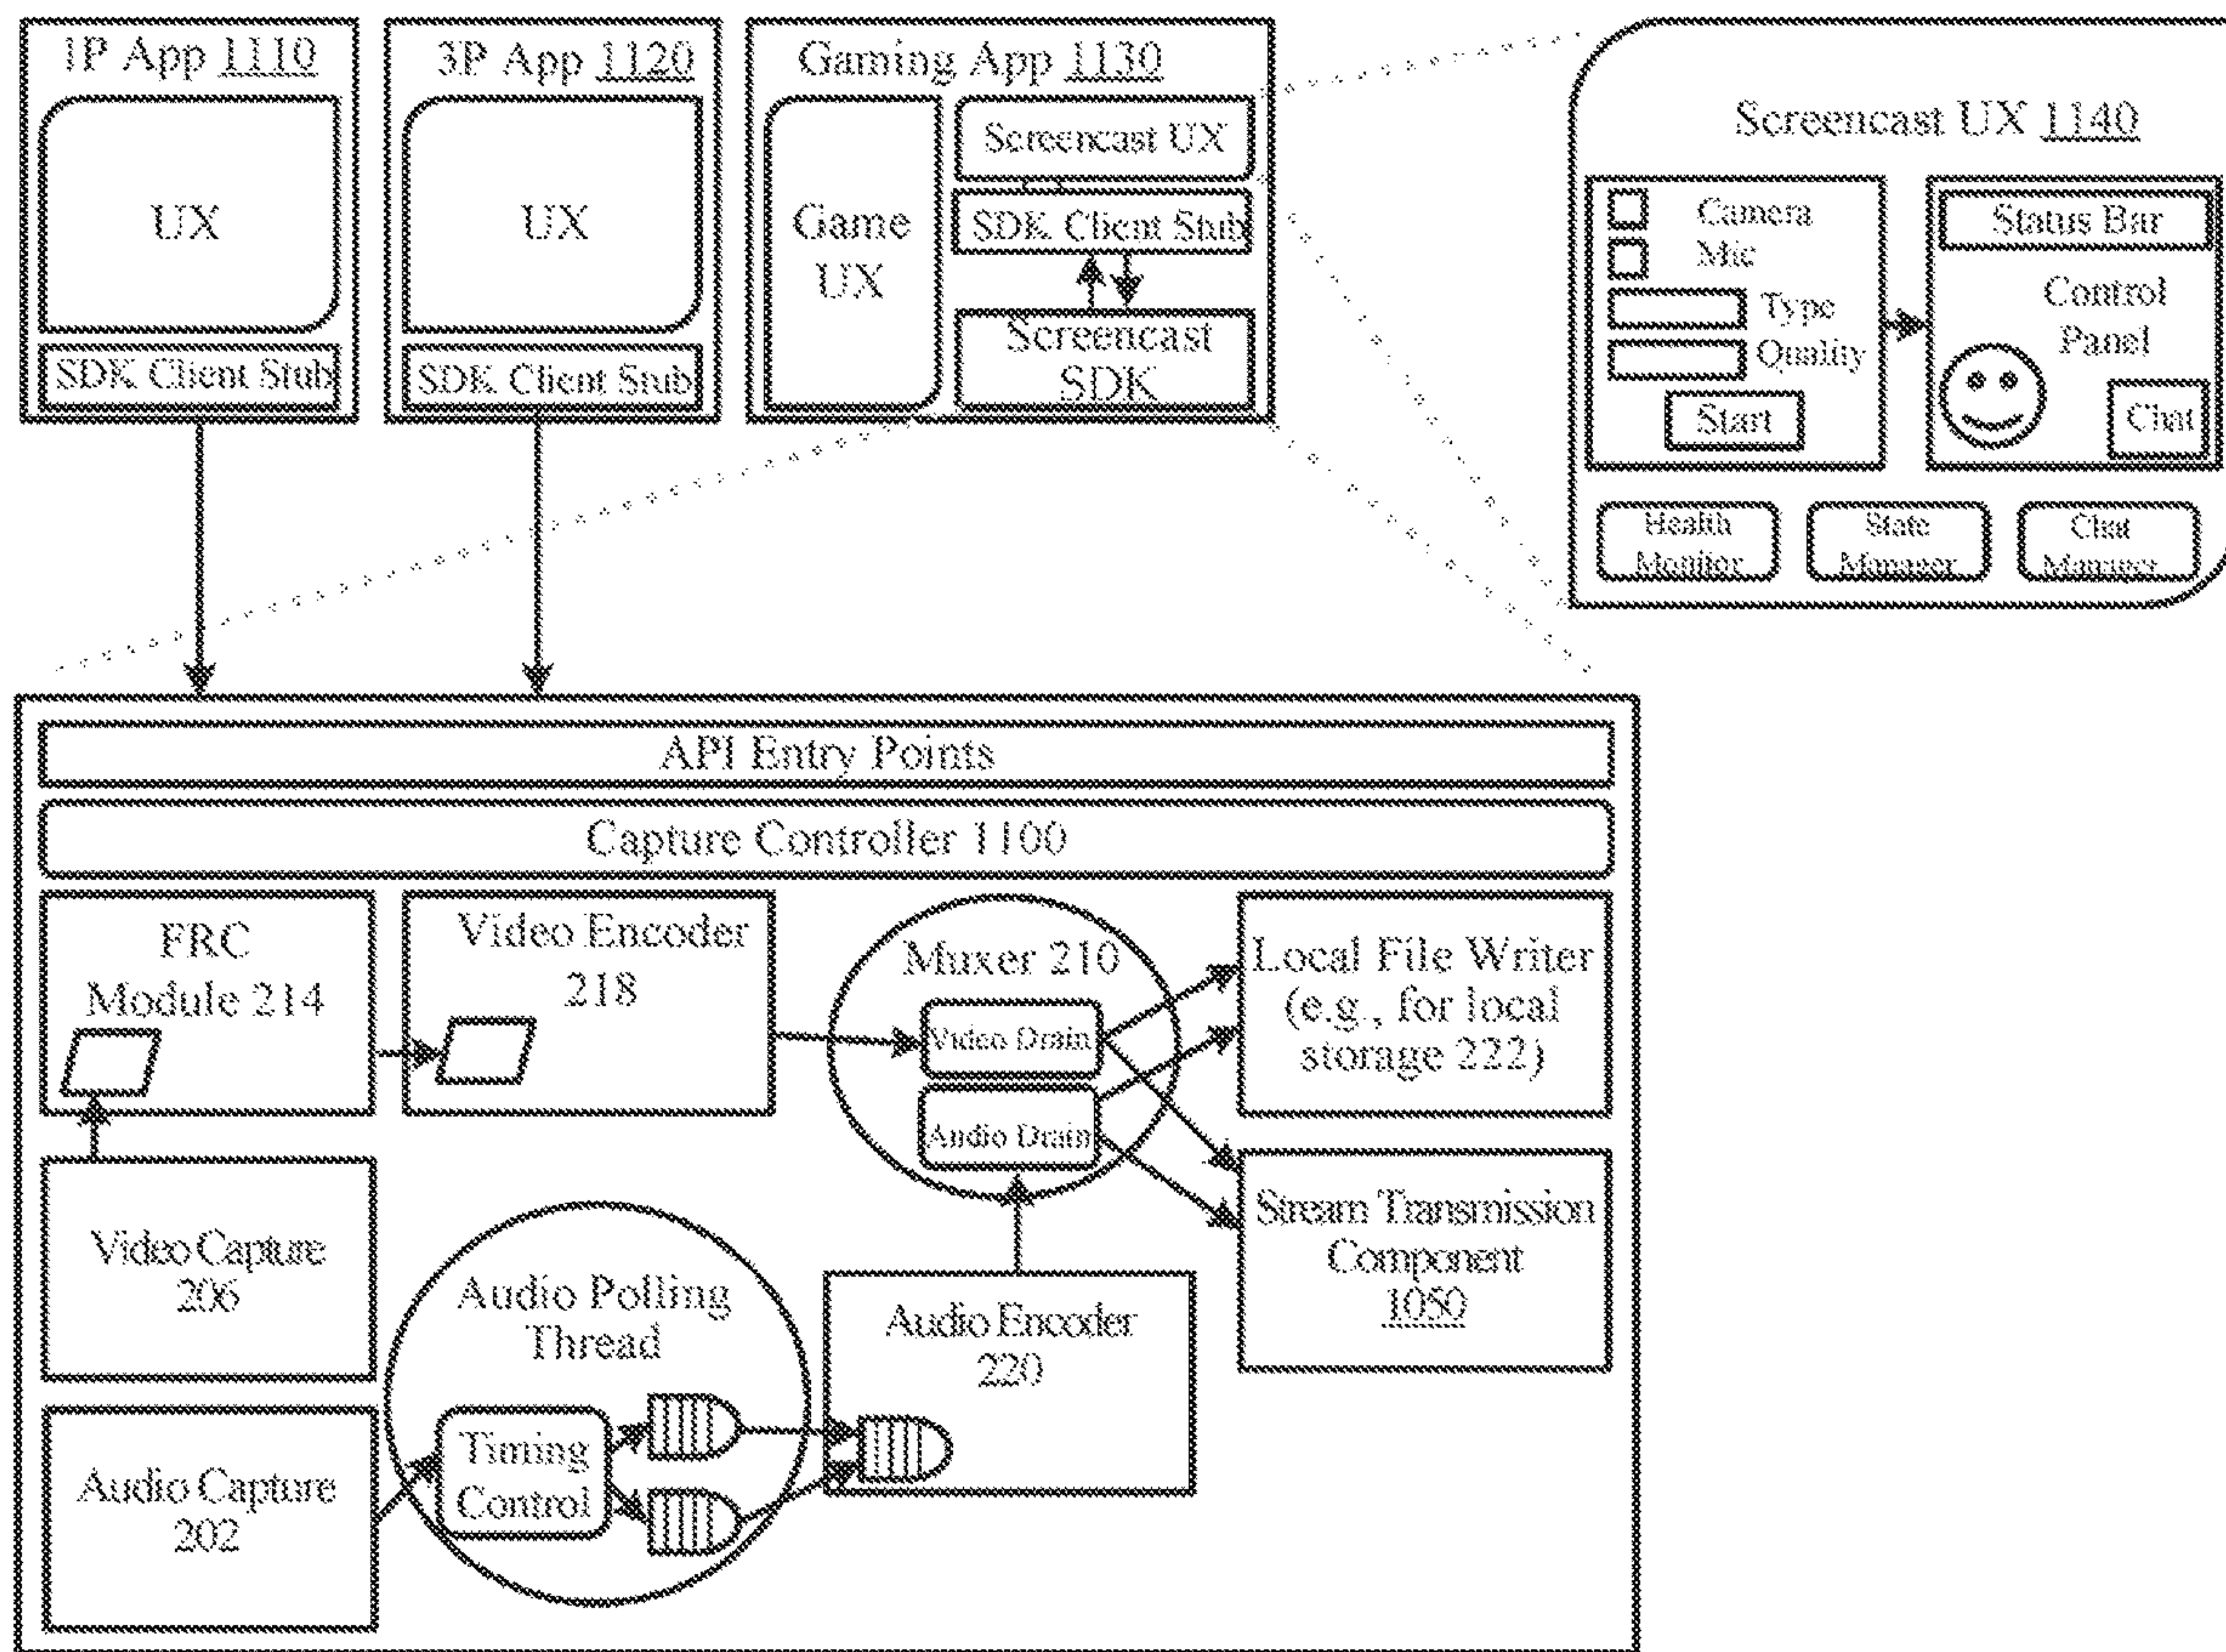 1P App 1110
UX
SDK Client Stub
3P App 1120
UX
SDK Client Stub
Gaming App 1130
Game
UX
Screencast UX
SDK Client Stub
Screencast
SDK
Screencast UX 1140
Camera
Mic
Type
Quality
Start
Status Bar
Control
Panel
Chat
Health
Monitor
State
Manager
Chat
Manager
API Entry Points
Capture Controller 1100
FRC
Module 214
Video Encoder
218
Muxer 210
Video Drain
Audio Drain
Local File Writer
(e.g., for local
storage 222)
Video Capture
206
Audio Polling
Thread
Timing
Control
Audio Encoder
220
Stream Transmission
Component
1050
Audio Capture
202